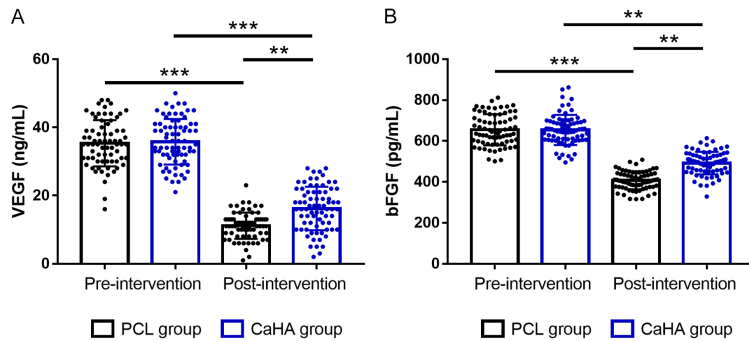 A
***
**
***
60
40
20
0
VEGF (ng/mL)
Pre-intervention Post-intervention
PCL group CaHA group
B
**
**
***
1000
800
600
400
200
0
bFGF (pg/mL)
Pre-intervention Post-intervention
PCL group CaHA group